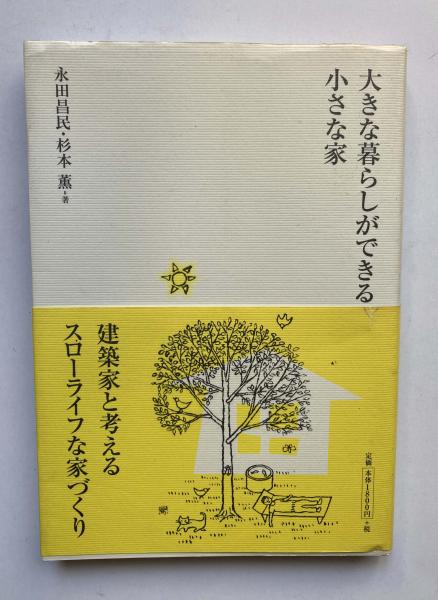 大きな暮らしができる
小さな家
永田昌民・杉本 薫・著
建築家と考える
スローライフな家づくり
定価 本体1800円 +税